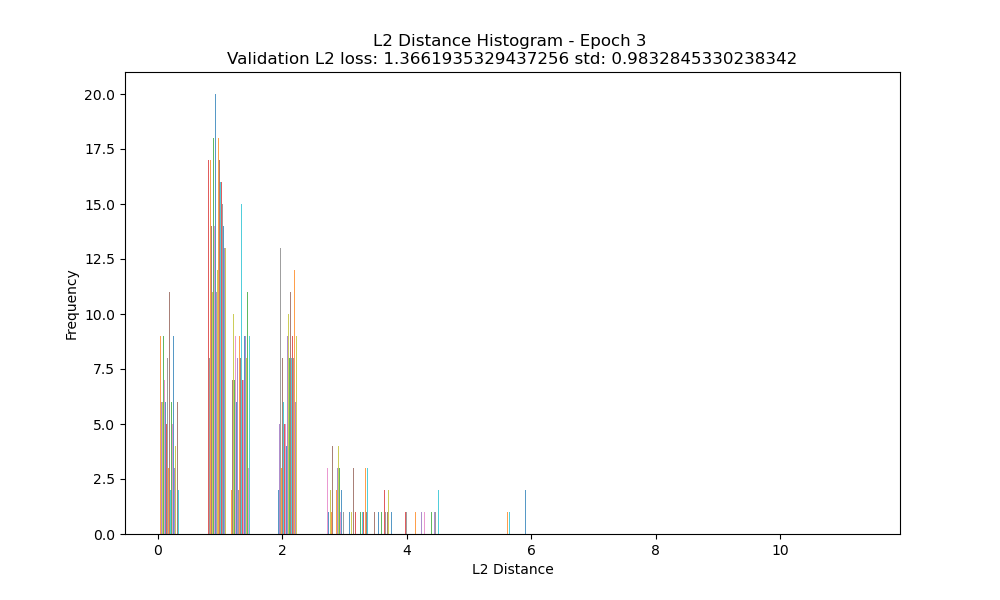 L2 Distance Histogram - Epoch 3
Validation L2 loss: 1.3661935329437256 std: 0.9832845330238342
20.0
17.5
15.0
12.5
10.0
7.5
5.0
2.5
0.0
Frequency
0 2 4 6 8 10
L2 Distance